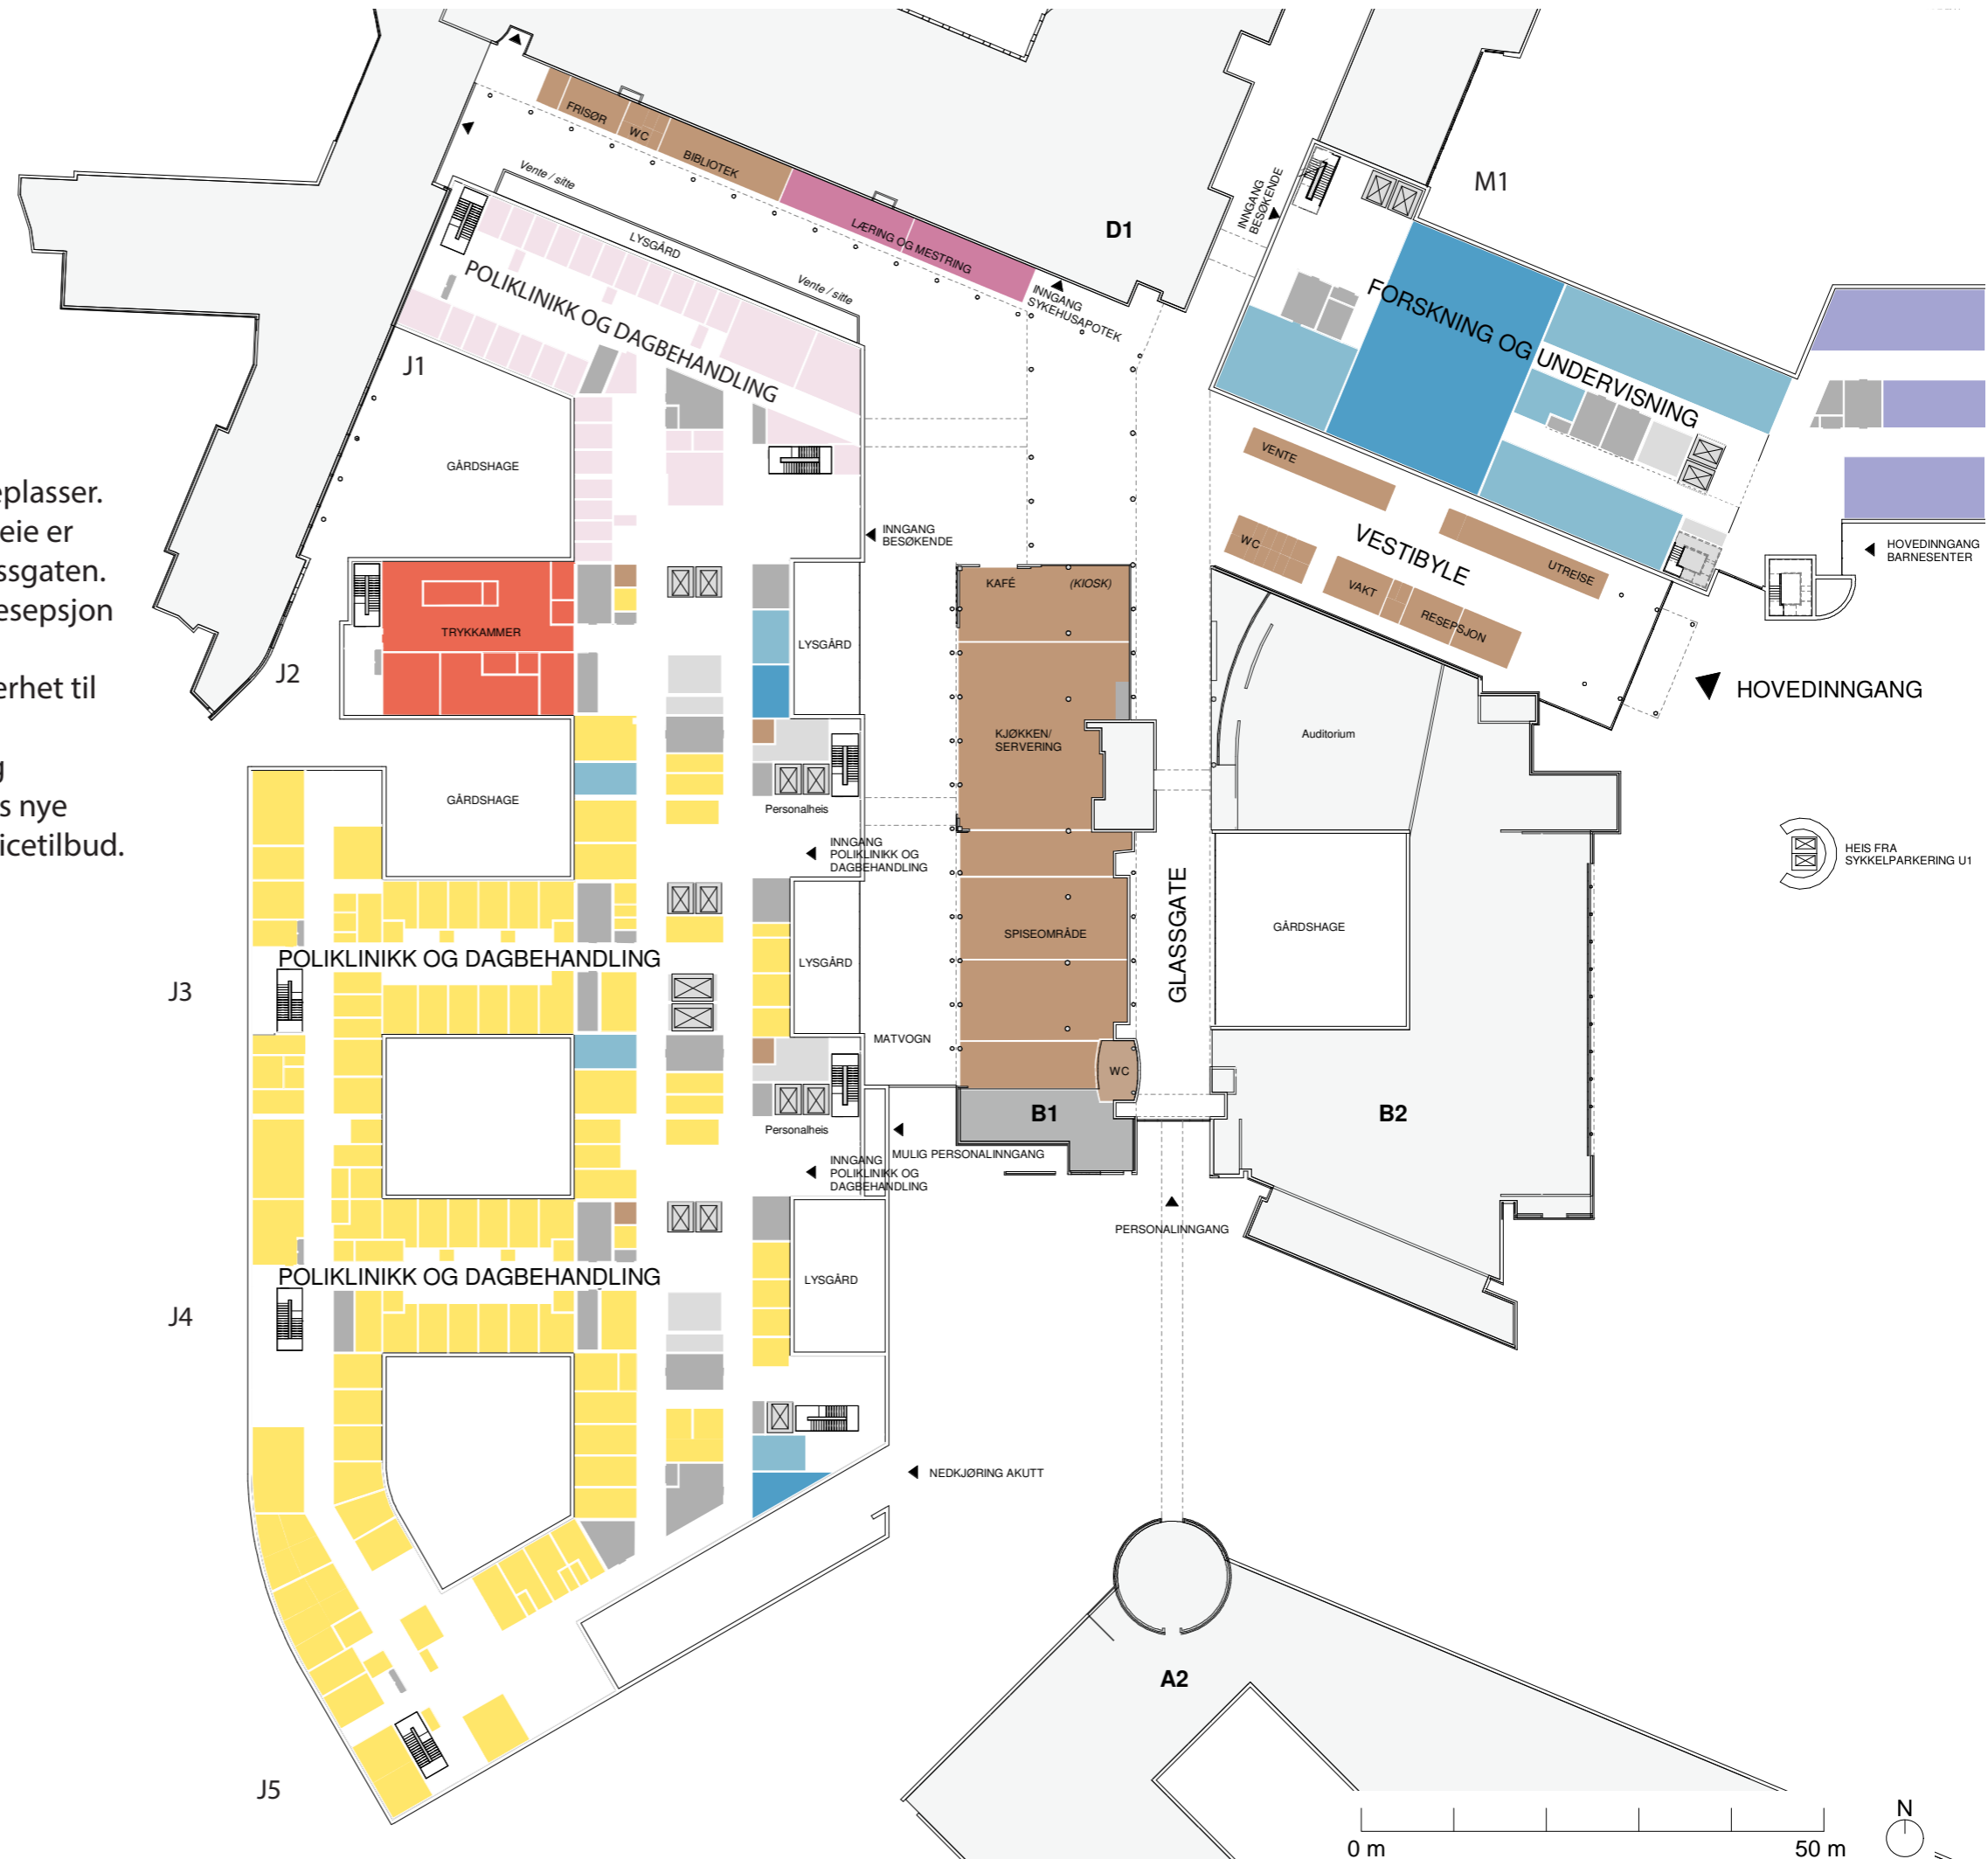 FRISØR
WC
BIBLIOTEK
Vente / sitte
LYSGÅRD
Vente / sitte
LÆRING OG MESTRING
INNGANG
SYKEHUSAPOTEK
D1
INNGANG
BESØKENDE
M1
POLIKLINIKK OG DAGBEHANDLING
J1
FORSKNING OG UNDERVISNING
GÅRDSHAGE
eplasser.
eie er
ssgaten.
esepsjon
erhet til
g
s nye
icetilbud.
INNGANG
BESØKENDE
VENTE
WC
VESTIBYLE
VAKT
RESEPSJON
UTREISE
HOVEDINNGANG
BARNESENTER
KAFÉ
(KIOSK)
TRYKKAMMER
J2
LYSGÅRD
HOVEDINNGANG
KJØKKEN/
SERVERING
Auditorium
GÅRDSHAGE
Personalheis
INNGANG
POLIKLINIKK OG
DAGBEHANDLING
HEIS FRA
SYKKELPARKERING U1
GLASSGATE
SPISEOMRÅDE
GÅRDSHAGE
POLIKLINIKK OG DAGBEHANDLING
LYSGÅRD
J3
MATVOGN
WC
B1
B2
Personalheis
MULIG PERSONALINNGANG
INNGANG
POLIKLINIKK OG
DAGBEHANDLING
PERSONALINNGANG
POLIKLINIKK OG DAGBEHANDLING
LYSGÅRD
J4
NEDKJØRING AKUTT
A2
J5
N
0 m
50 m